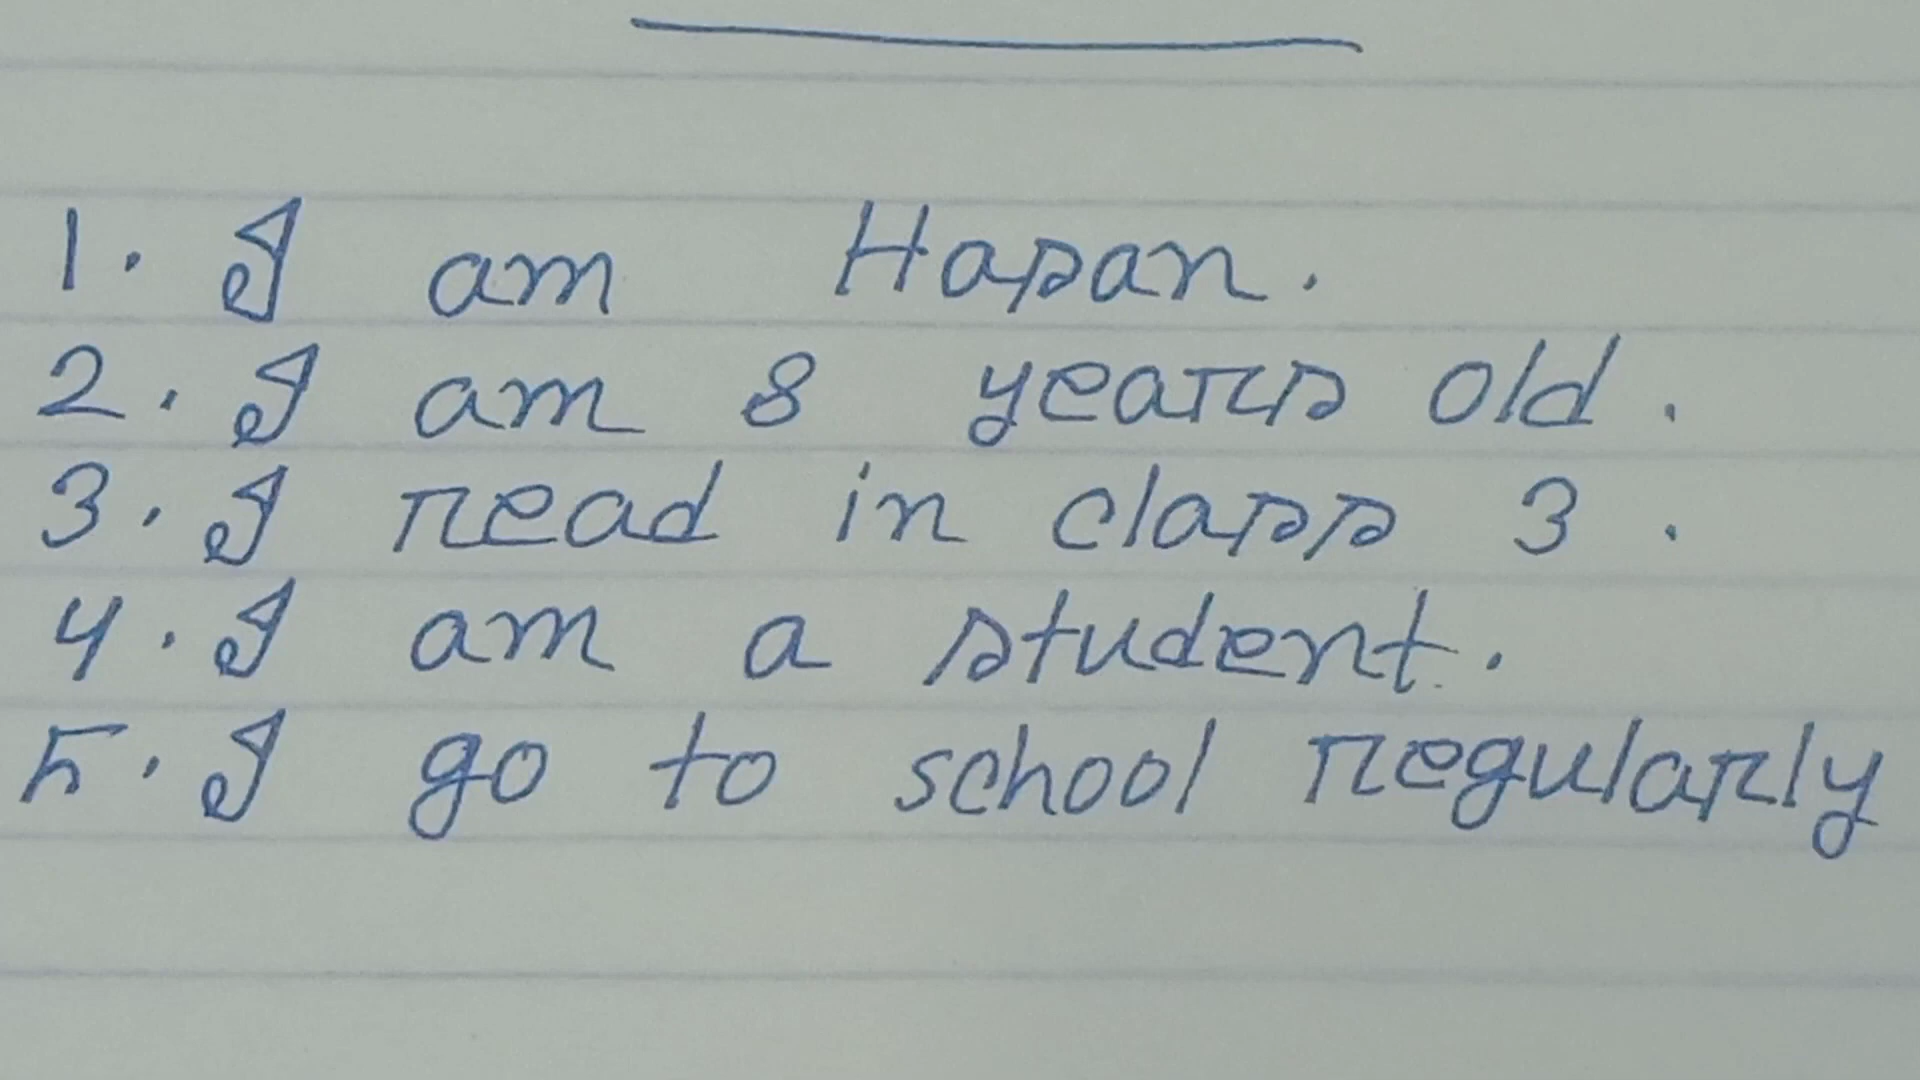 1. I am Hasan.
2. I am 8 years old.
3. I read in class 3.
4. I am a student.
5. I go to school regularly